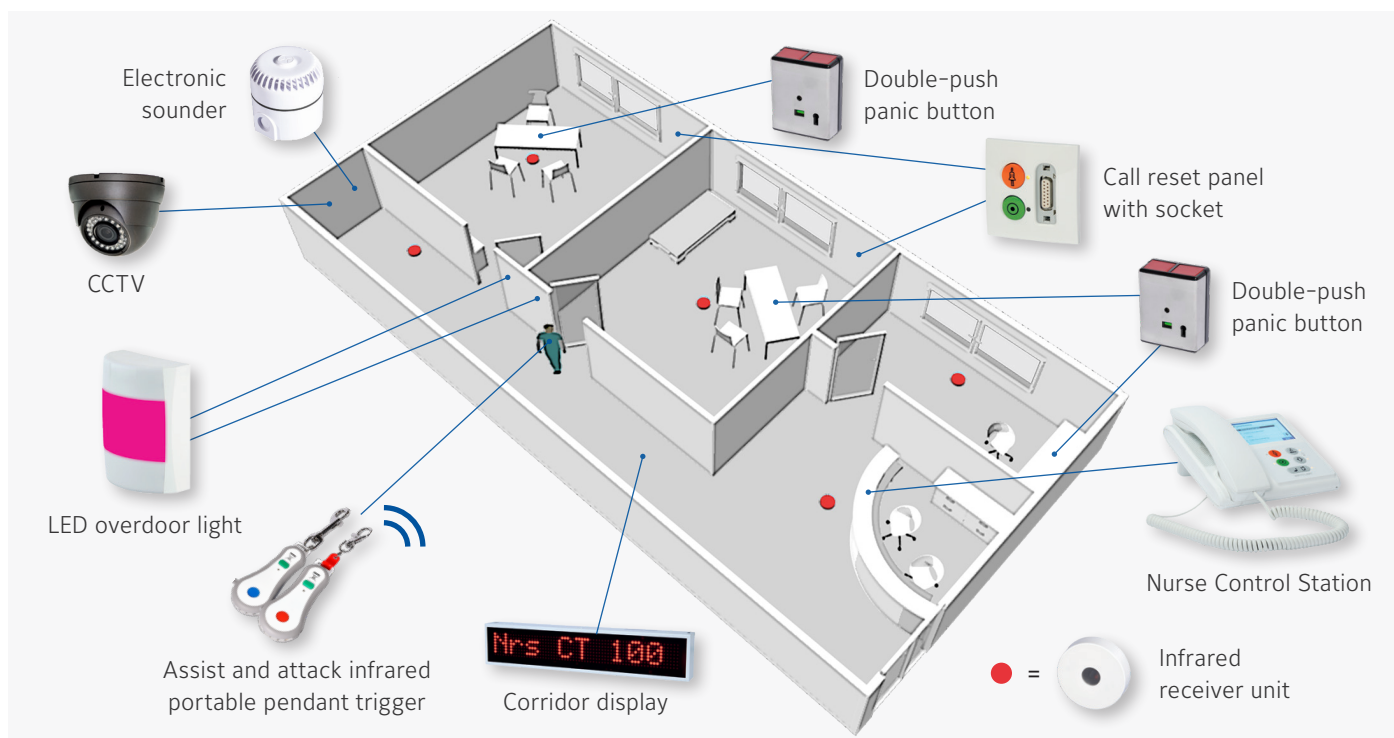 Electronic
sounder
Double-push
panic button
Call reset panel
with socket
CCTV
Double-push
panic button
LED overdoor light
Nurse Control Station
Nrs CT 100
Assist and attack infrared
portable pendant trigger
Corridor display
=
Infrared
receiver unit